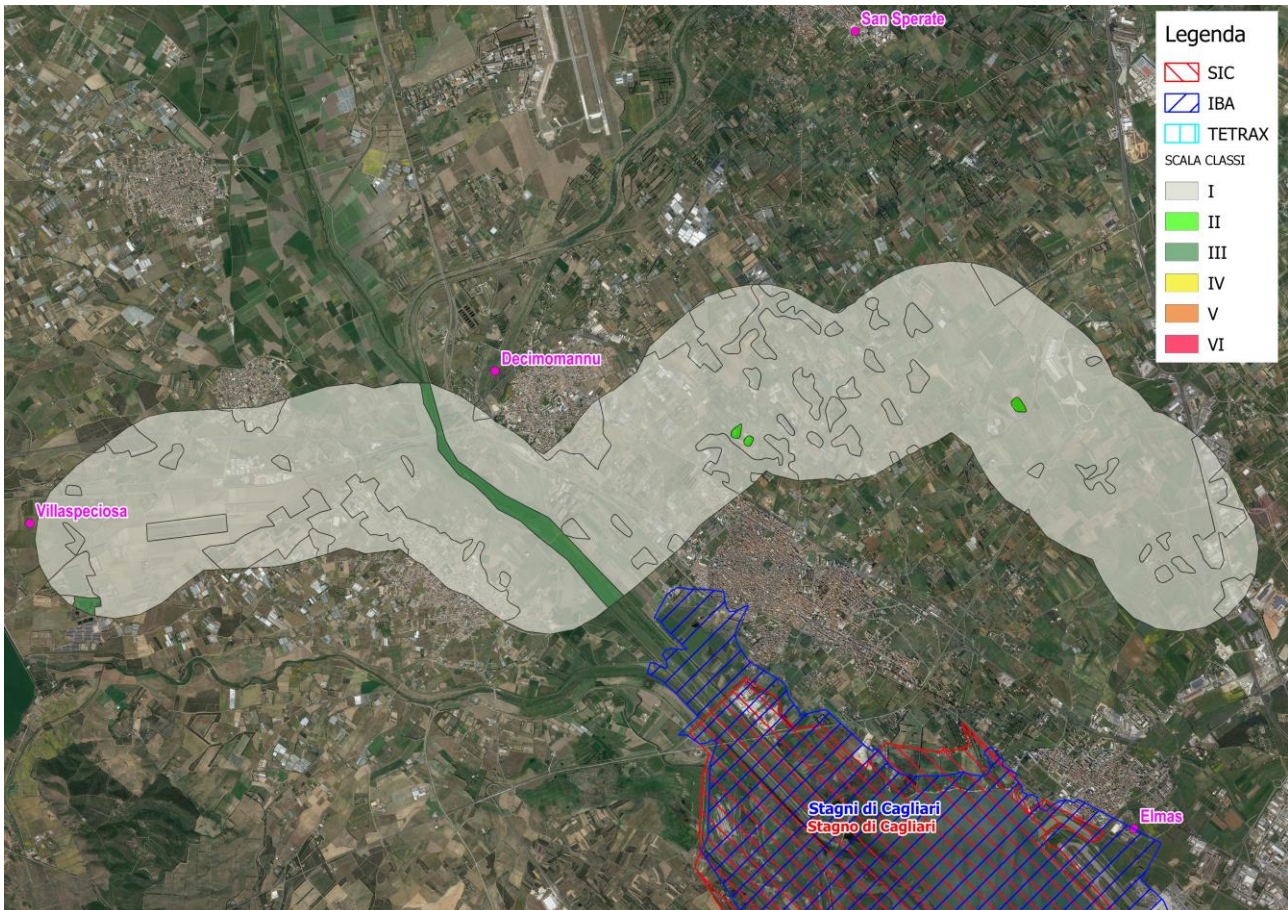 San Sperate
Legenda
SIC
IBA
TETRAX
SCALA CLASSI
I
II
III
IV
V
VI
Decimomannu
Villaspeciosa
Stagni di Cagliari
Stagno di Cagliari
Elmas